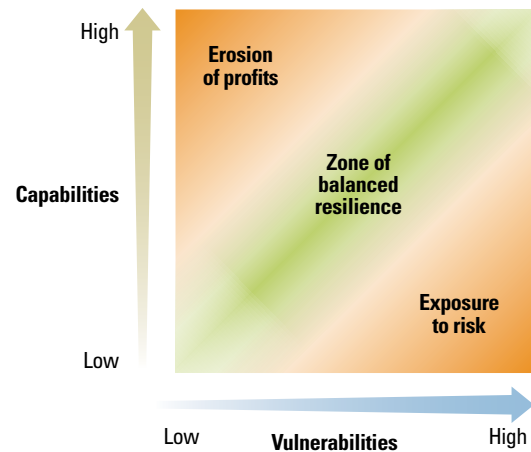 High
Erosion
of profits
Zone of
balanced
resilience
Capabilities
Exposure
to risk
Low
Low
High
Vulnerabilities